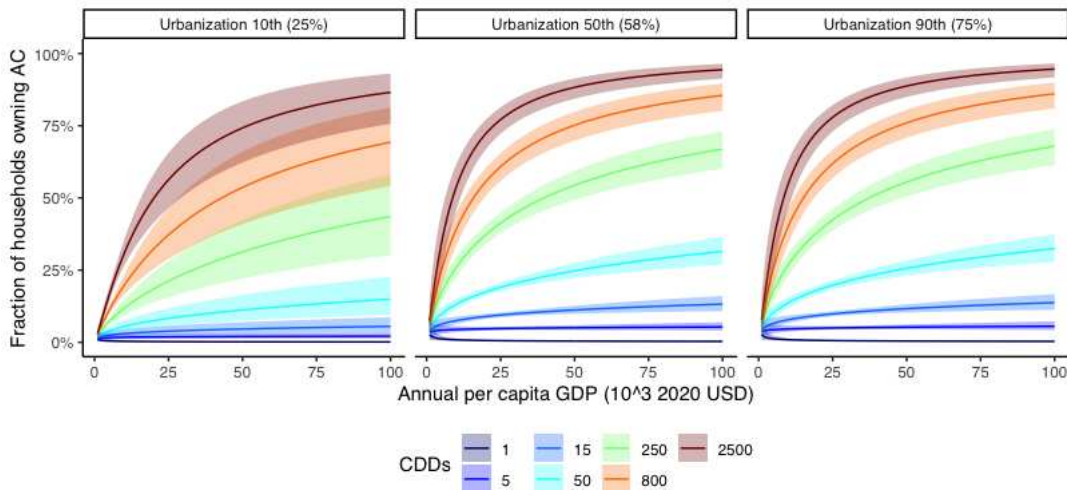 Urbanization 10th (25%) Urbanization 50th (58%) Urbanization 90th (75%)
Fraction of households owning AC
100%
75%
50%
25%
0%
0 25 50 75 100 0 25 50 75 100 0 25 50 75 100
Annual per capita GDP (10^3 2020 USD)
CDDs
1 15 250 2500
5 50 800